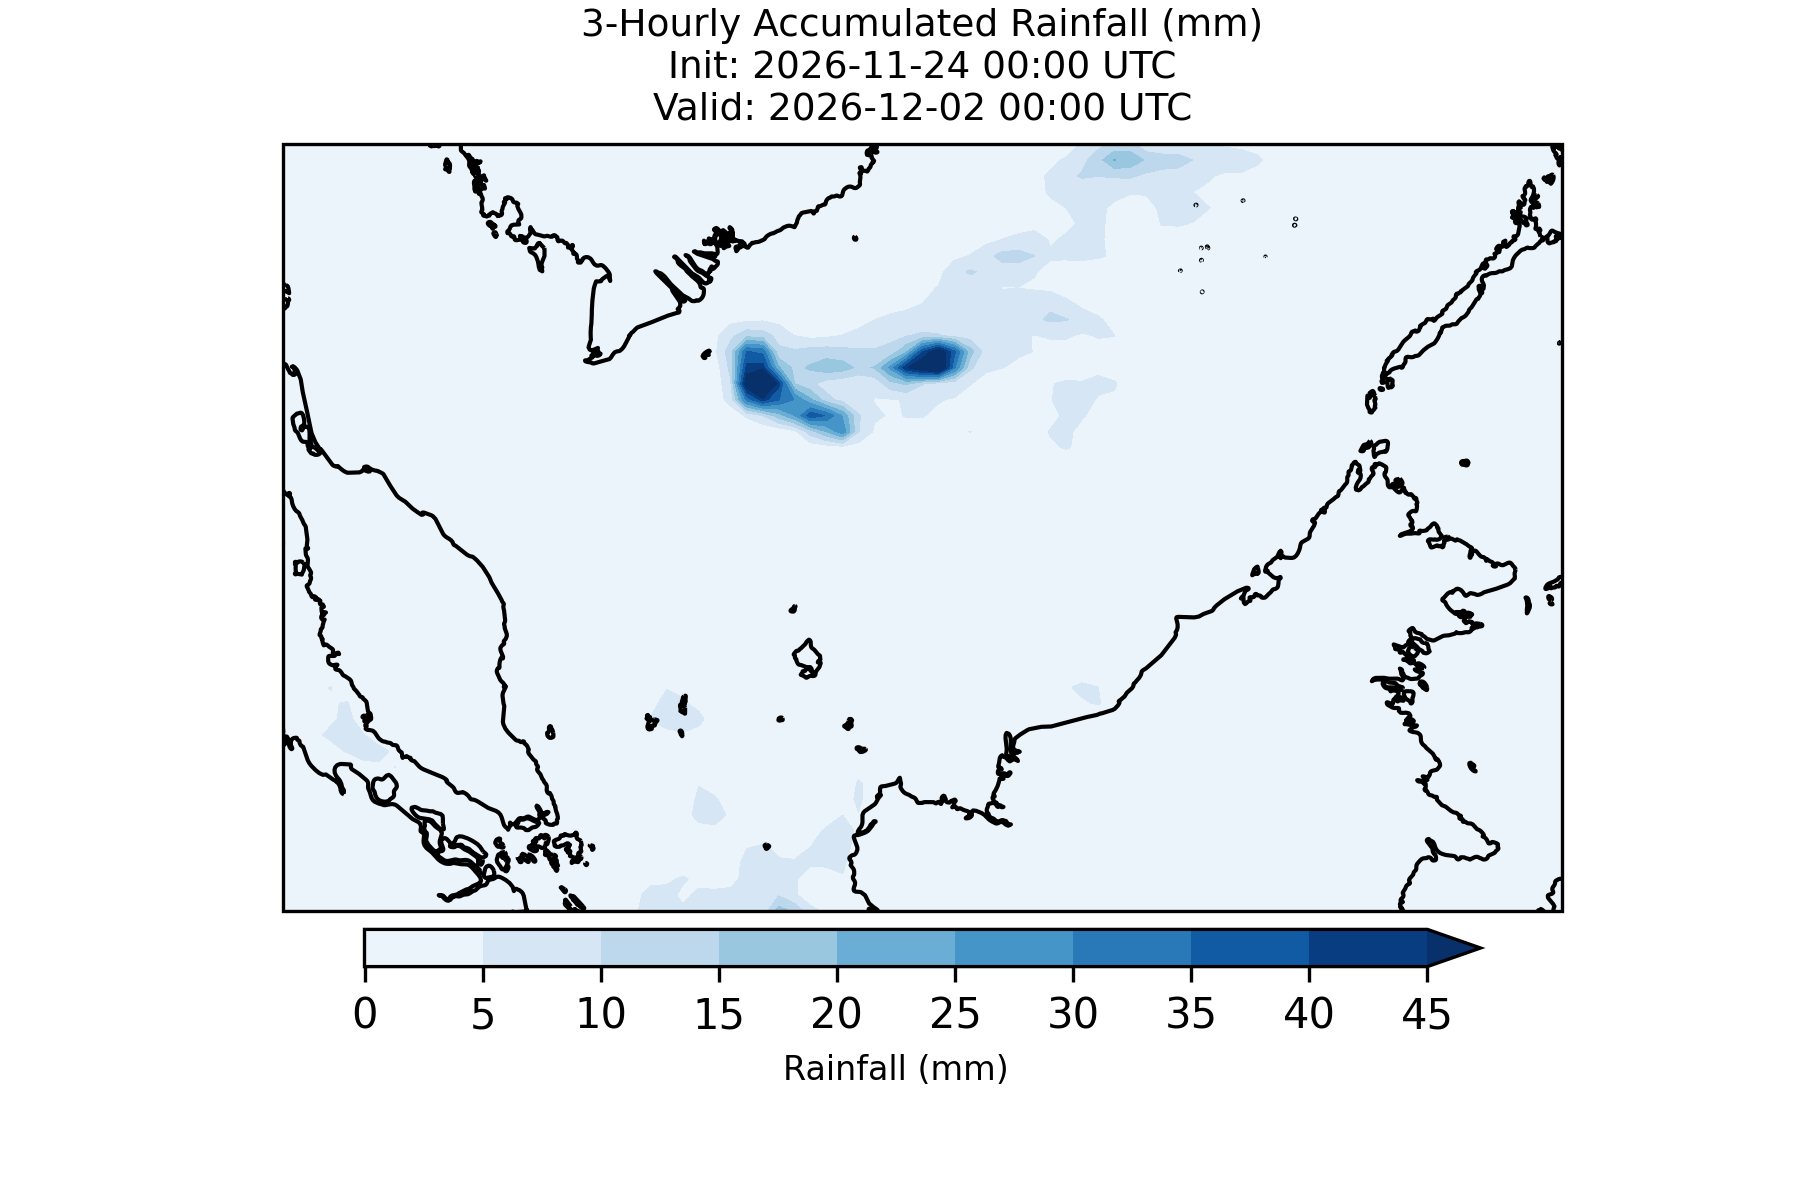 3-Hourly Accumulated Rainfall (mm)
Init: 2026-11-24 00:00 UTC
Valid: 2026-12-02 00:00 UTC
0 5 10 15 20 25 30 35 40 45
Rainfall (mm)